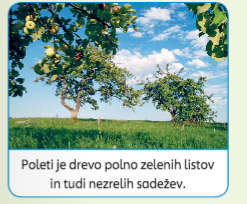 Poleti je drevo polno zelenih listov
in tudi nezrelih sadežev.